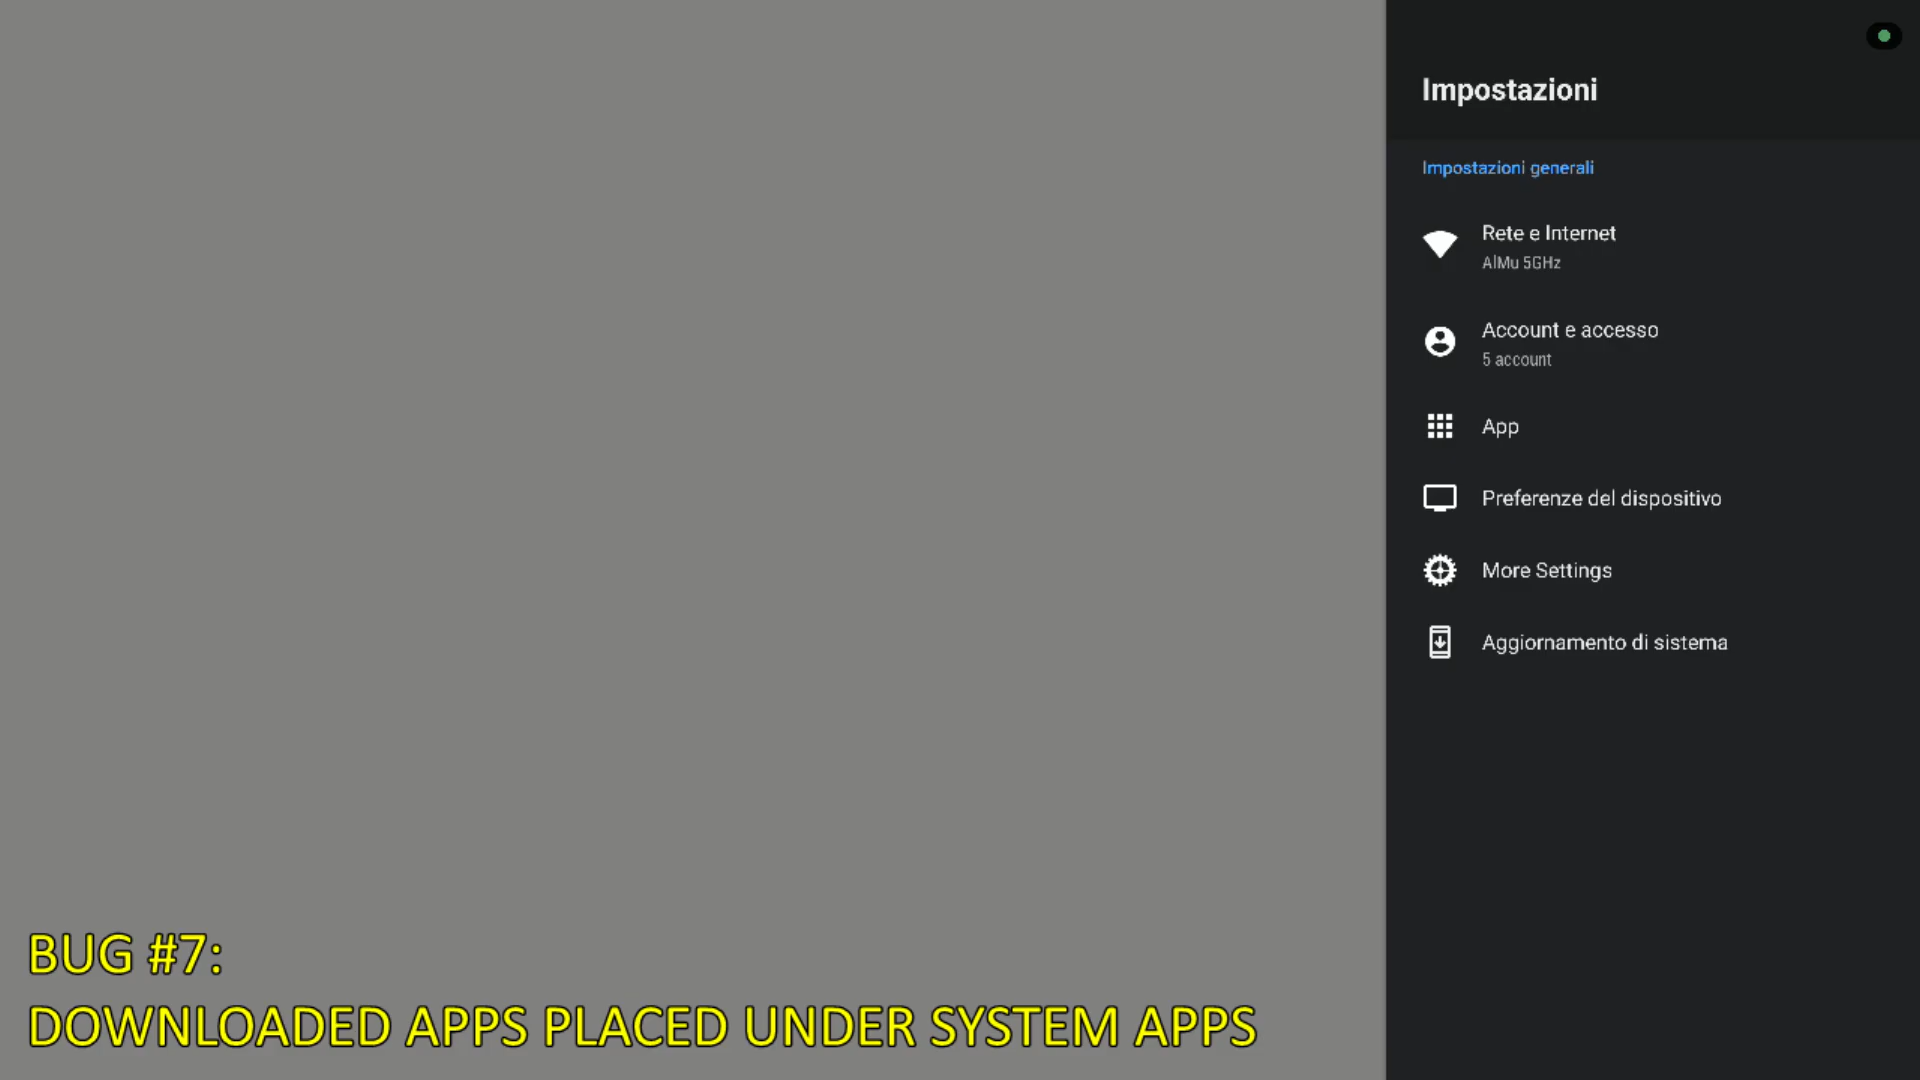 Impostazioni
Impostazioni generali
Rete e Internet
AlMu 5GHz
Account e accesso
5 account
App
Preferenze del dispositivo
More Settings
Aggiornamento di sistema
BUG #7:
DOWNLOADED APPS PLACED UNDER SYSTEM APPS